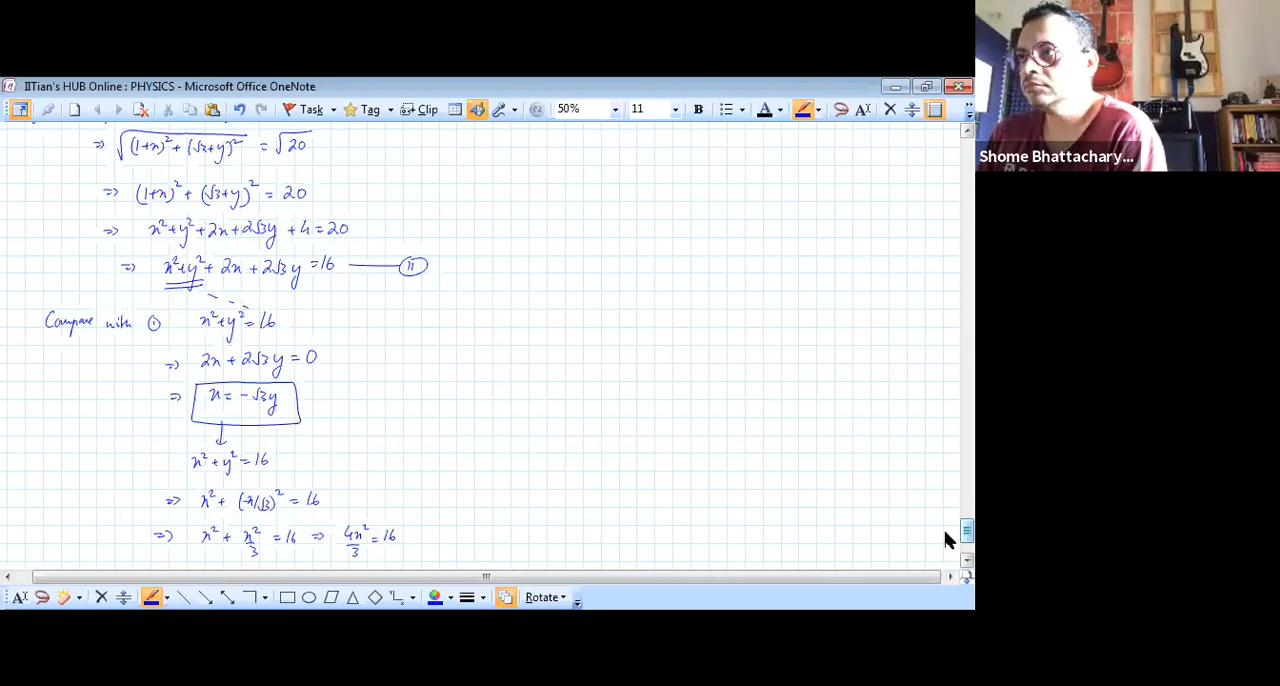 IITian's HUB Online : PHYSICS - Microsoft Office OneNote
Task Tag Clip 50% 11 B A
⇒ √((1+x)² + (√3+y)²) = √20
⇒ (1+x)² + (√3+y)² = 20
⇒ x²+y²+2x+2√3y+4=20
⇒ x²+y²+2x+2√3y=16 —— II
Compare with ① x²+y²=16
⇒ 2x+2√3y=0
⇒ x=-√3y
x²+y²=16
⇒ x²+(-x/√3)²=16
⇒ x²+x²/3=16 ⇒ 4x²/3=16
Rotate
Shome Bhattachary...